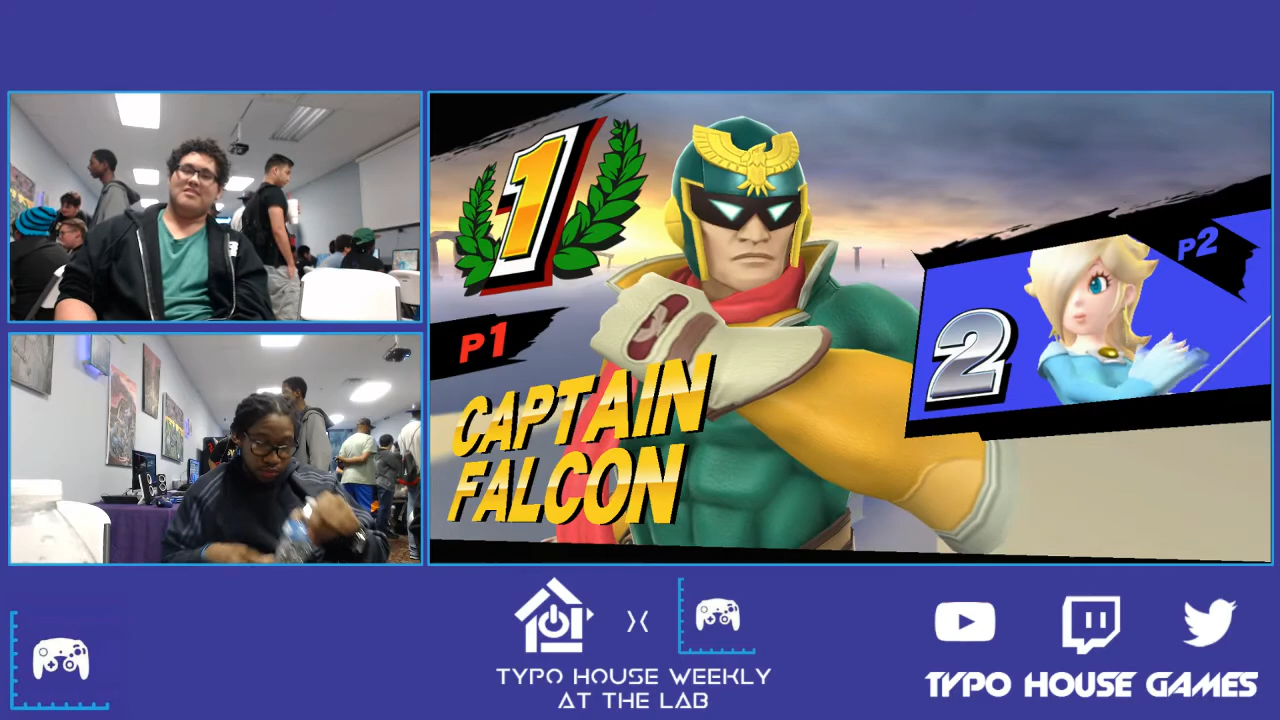 1
P1
CAPTAIN
FALCON
P2
2
TYPO HOUSE WEEKLY
AT THE LAB
TYPO HOUSE GAMES